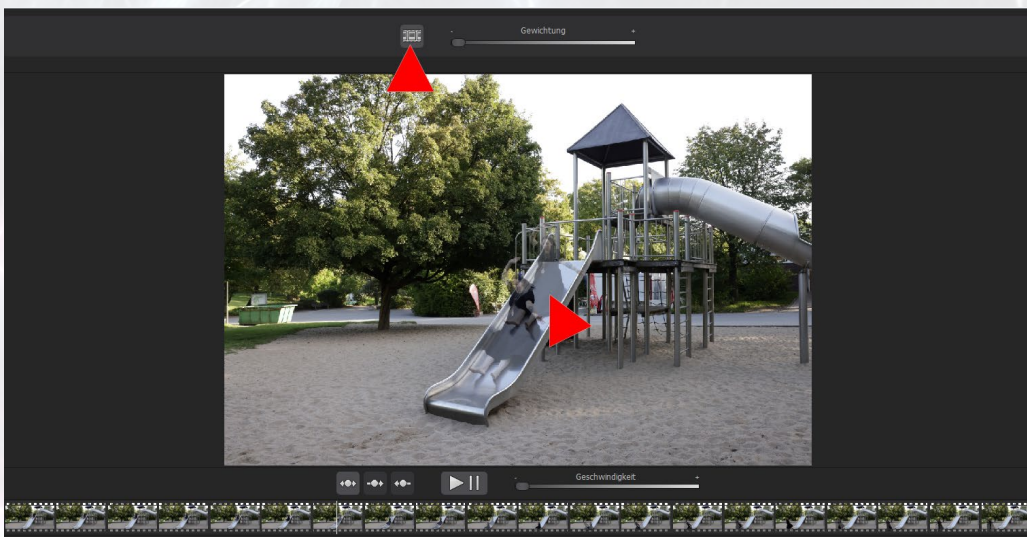 - Gewichtung +
- Geschwindigkeit +